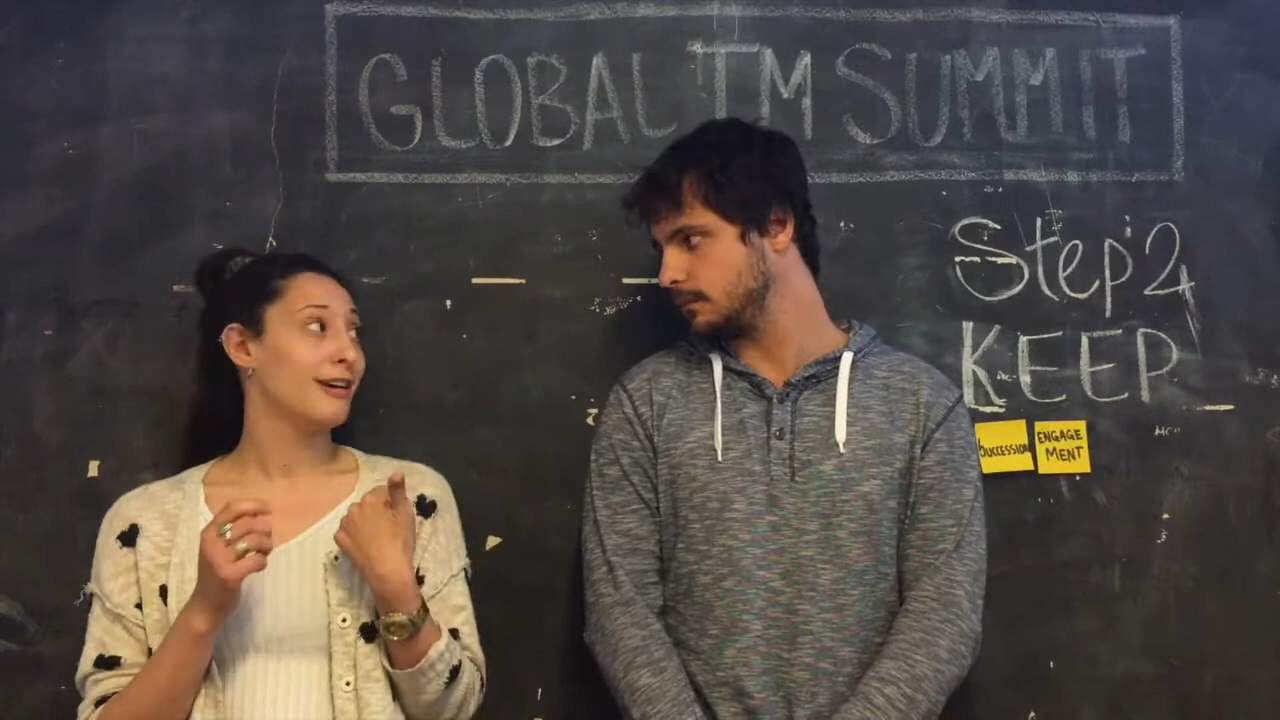 GLOBAL TM SUMMIT
Step 2
KEEP
SUCCESSION
ENGAGE
MENT